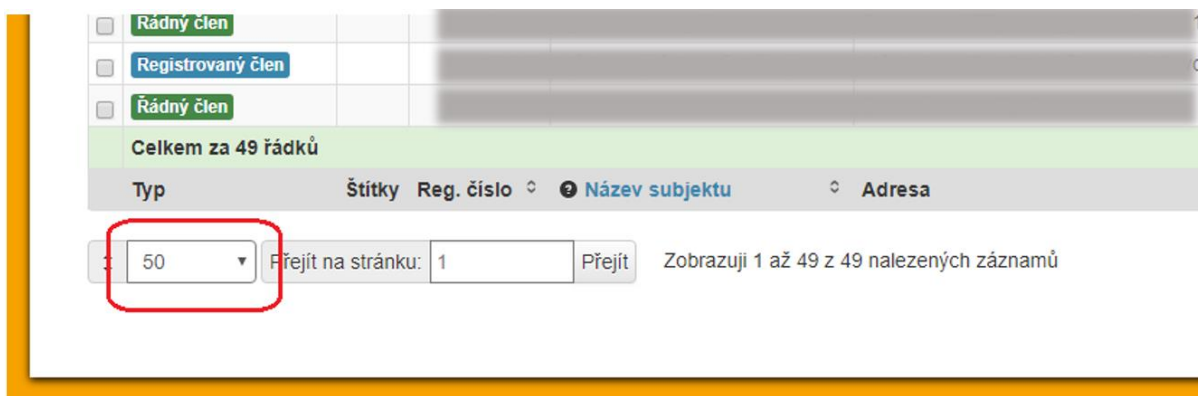 Řádný člen
Registrovaný člen
Řádný člen
Celkem za 49 řádků
Typ Štítky Reg. číslo Název subjektu Adresa
50 Přejít na stránku: 1 Přejít Zobrazuji 1 až 49 z 49 nalezených záznamů